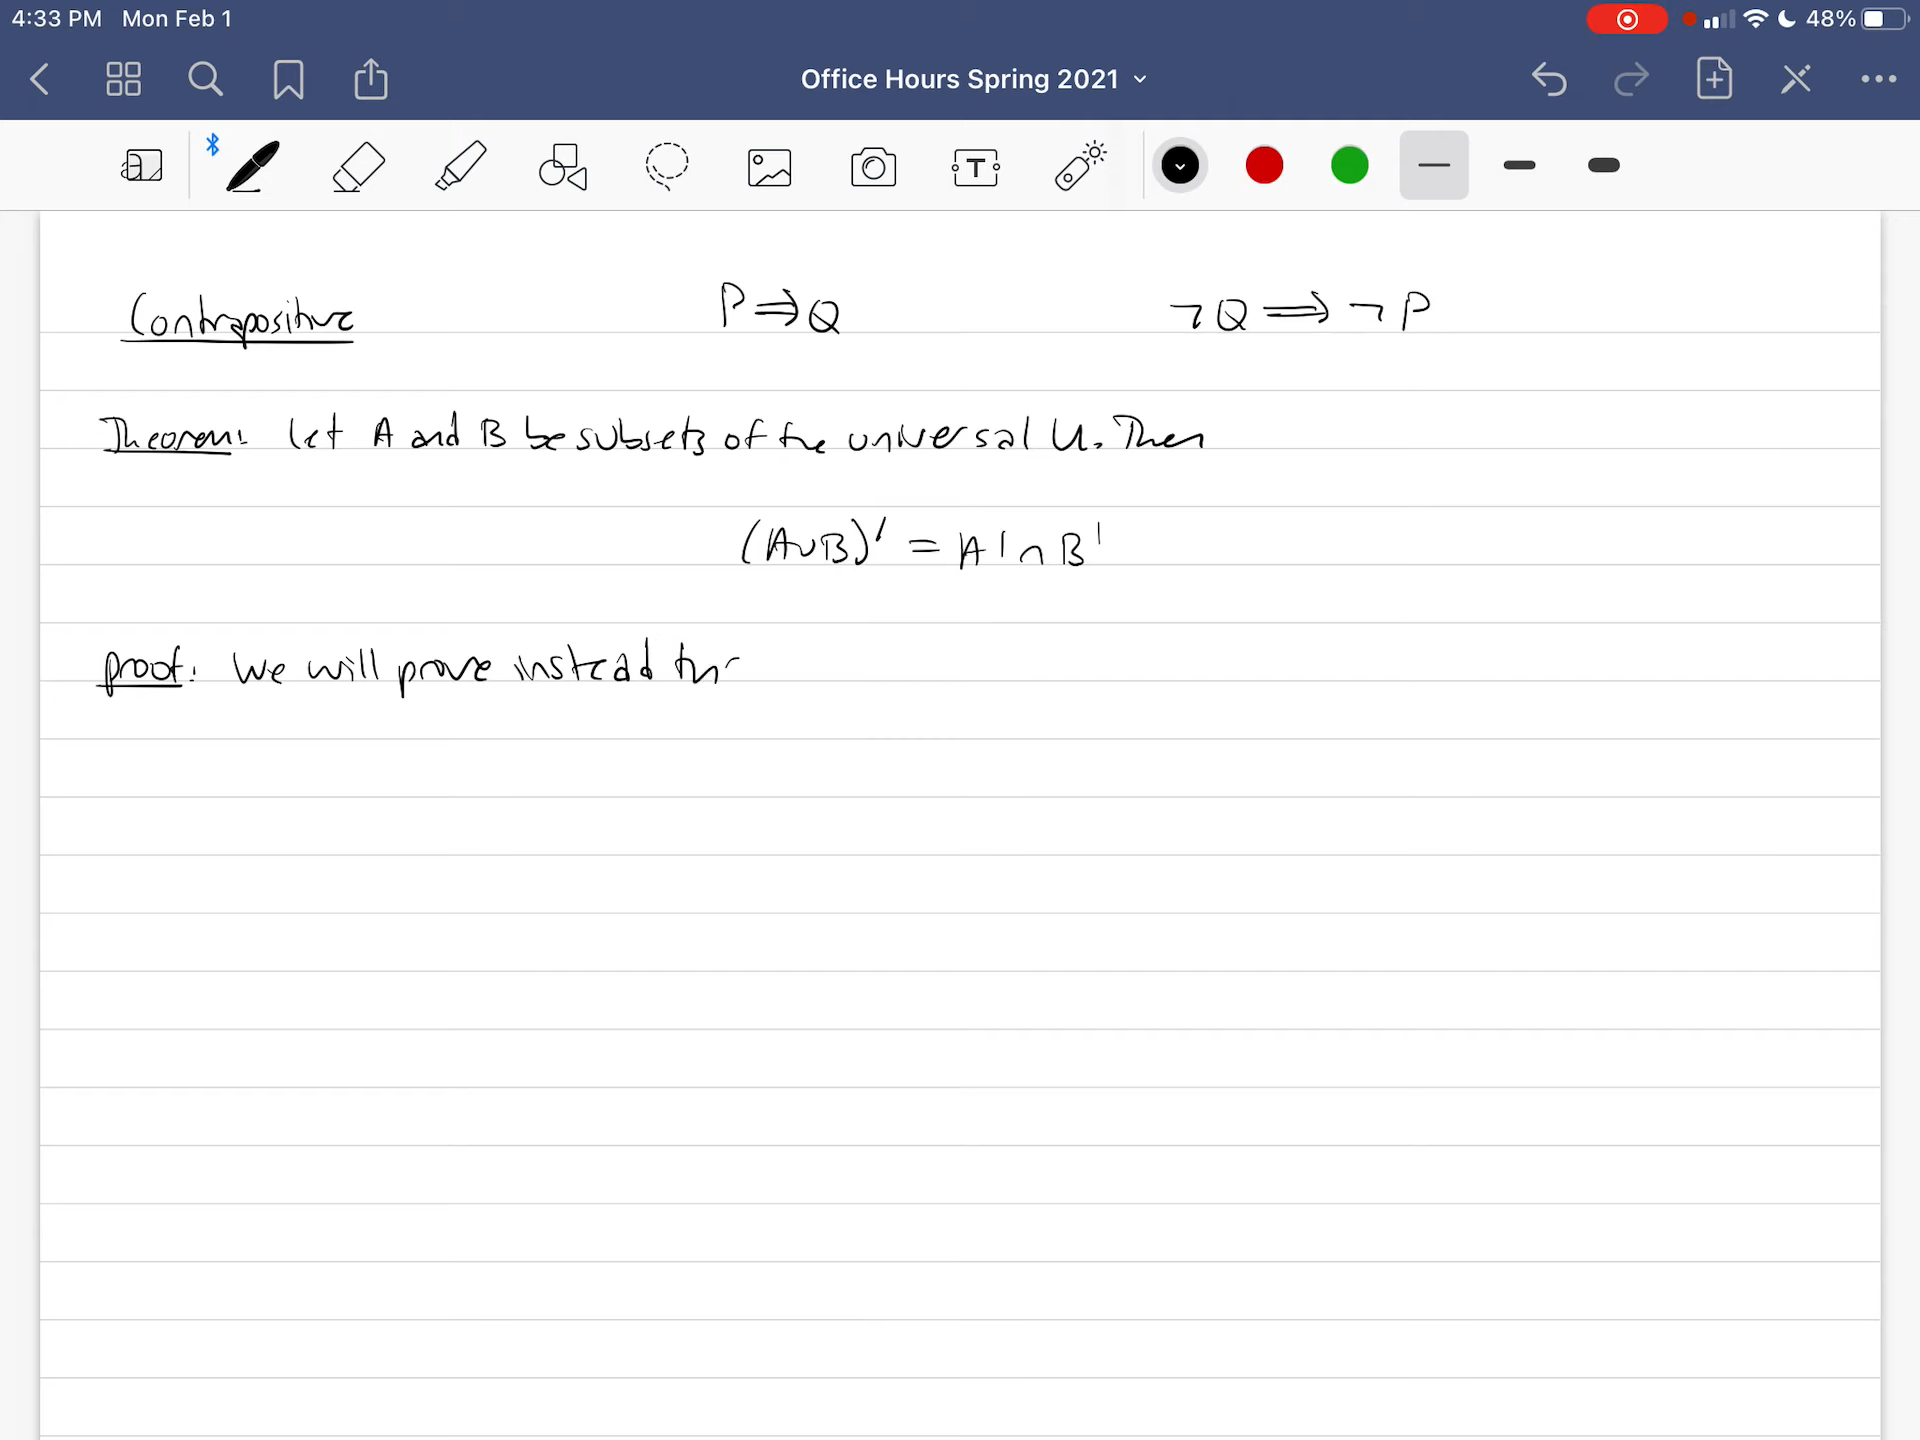 4:33 PM Mon Feb 1 48%
Office Hours Spring 2021
Contrapositive P ⇒ Q ¬Q ⟹ ¬P
Theorem: Let A and B be subsets of the universal U. Then
(A∪B)' = A' ∩ B'
proof: We will prove instead